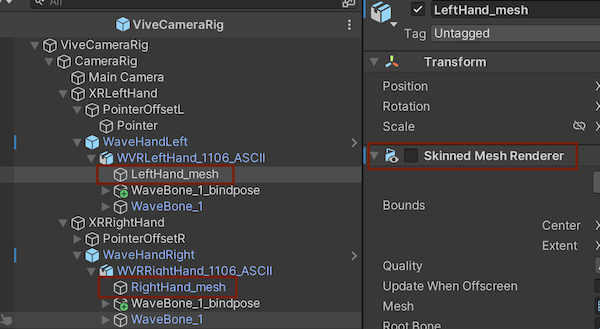 All
ViveCameraRig
ViveCameraRig
CameraRig
Main Camera
XRLeftHand
PointerOffsetL
Pointer
WaveHandLeft
WVRLeftHand_1106_ASCII
LeftHand_mesh
WaveBone_1_bindpose
WaveBone_1
XRRightHand
PointerOffsetR
WaveHandRight
WVRRightHand_1106_ASCII
RightHand_mesh
WaveBone_1_bindpose
WaveBone_1
LeftHand_mesh
Tag Untagged
Transform
Position X
Rotation X
Scale X
Skinned Mesh Renderer
Bounds
Center X
Extent X
Quality
Update When Offscreen
Mesh
Root Bone